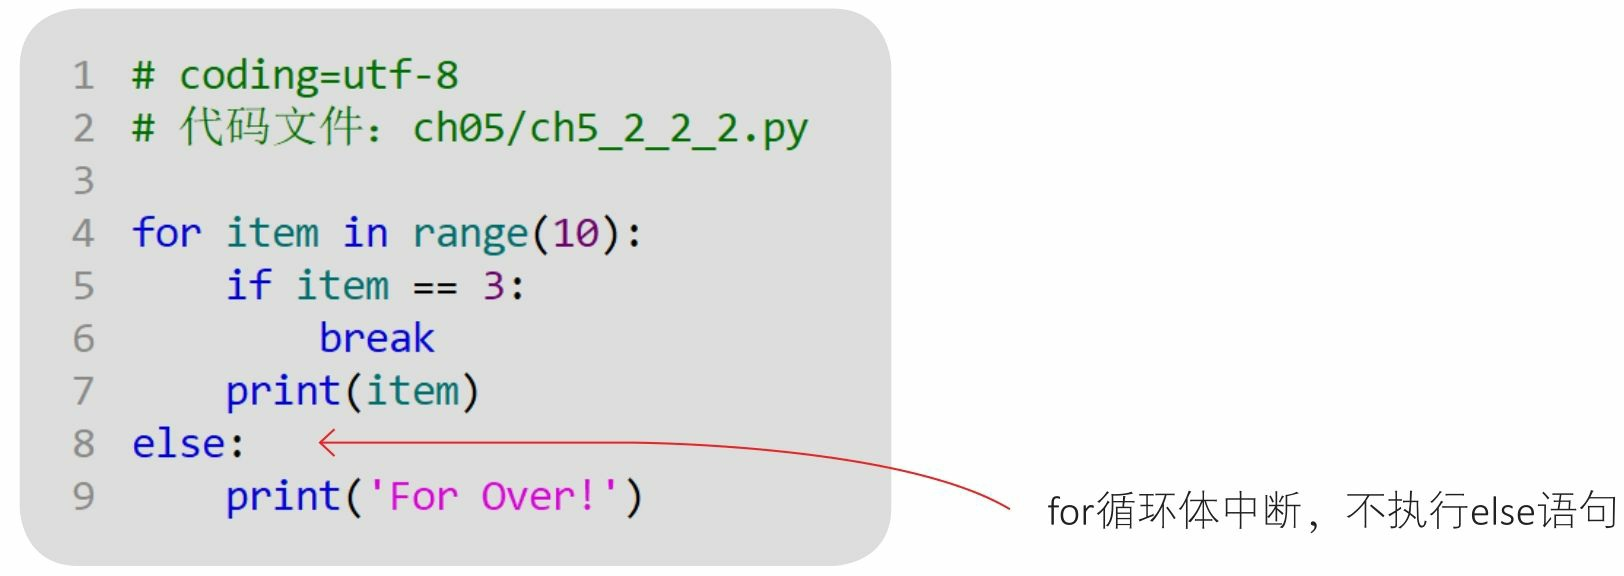 1 # coding=utf-8
2 # 代码文件：ch05/ch5_2_2_2.py
3
4 for item in range(10):
5     if item == 3:
6         break
7     print(item)
8 else:
9     print('For Over!')
for循环体中断，不执行else语句